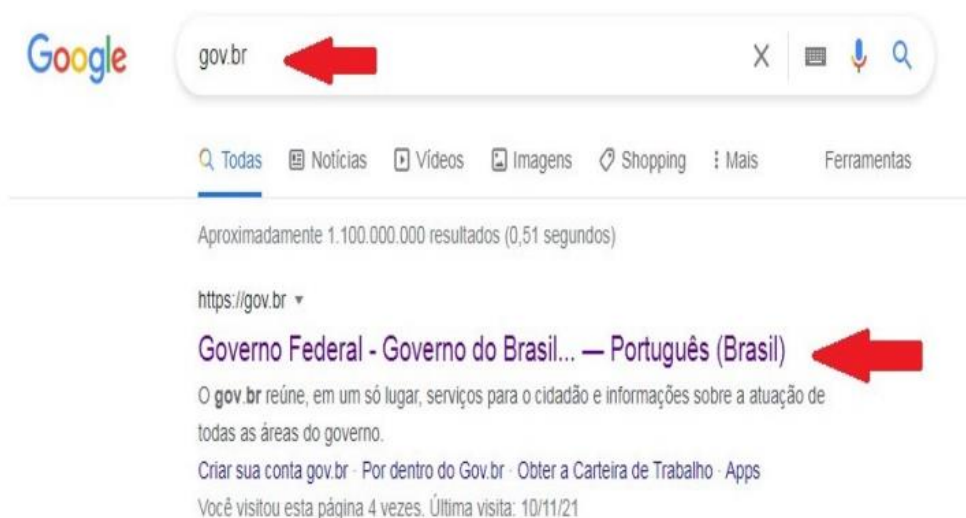 Google
gov.br
Todas Notícias Vídeos Imagens Shopping Mais Ferramentas
Aproximadamente 1.100.000.000 resultados (0,51 segundos)
https://gov.br
Governo Federal - Governo do Brasil... — Português (Brasil)
O gov.br reúne, em um só lugar, serviços para o cidadão e informações sobre a atuação de
todas as áreas do governo.
Criar sua conta gov.br · Por dentro do Gov.br · Obter a Carteira de Trabalho · Apps
Você visitou esta página 4 vezes. Última visita: 10/11/21